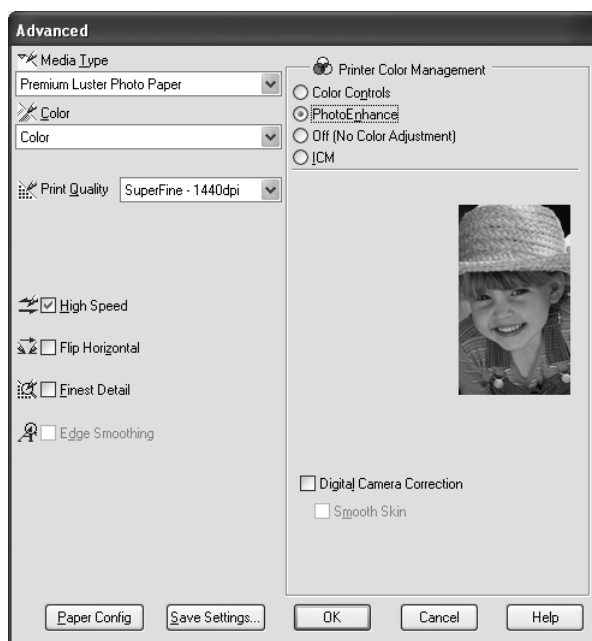 Advanced
Media Type
Premium Luster Photo Paper
Color
Color
Print Quality
SuperFine - 1440dpi
High Speed
Flip Horizontal
Finest Detail
Edge Smoothing
Printer Color Management
Color Controls
PhotoEnhance
Off (No Color Adjustment)
ICM
Digital Camera Correction
Smooth Skin
Paper Config
Save Settings...
OK
Cancel
Help